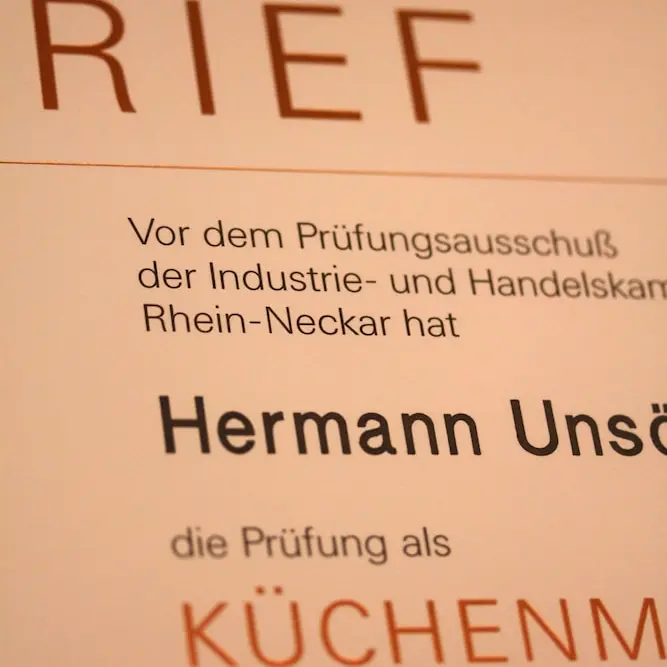 RIEF
Vor dem Prüfungsausschuß
der Industrie- und Handelskam
Rhein-Neckar hat
Hermann Unsö
die Prüfung als
KÜCHENM